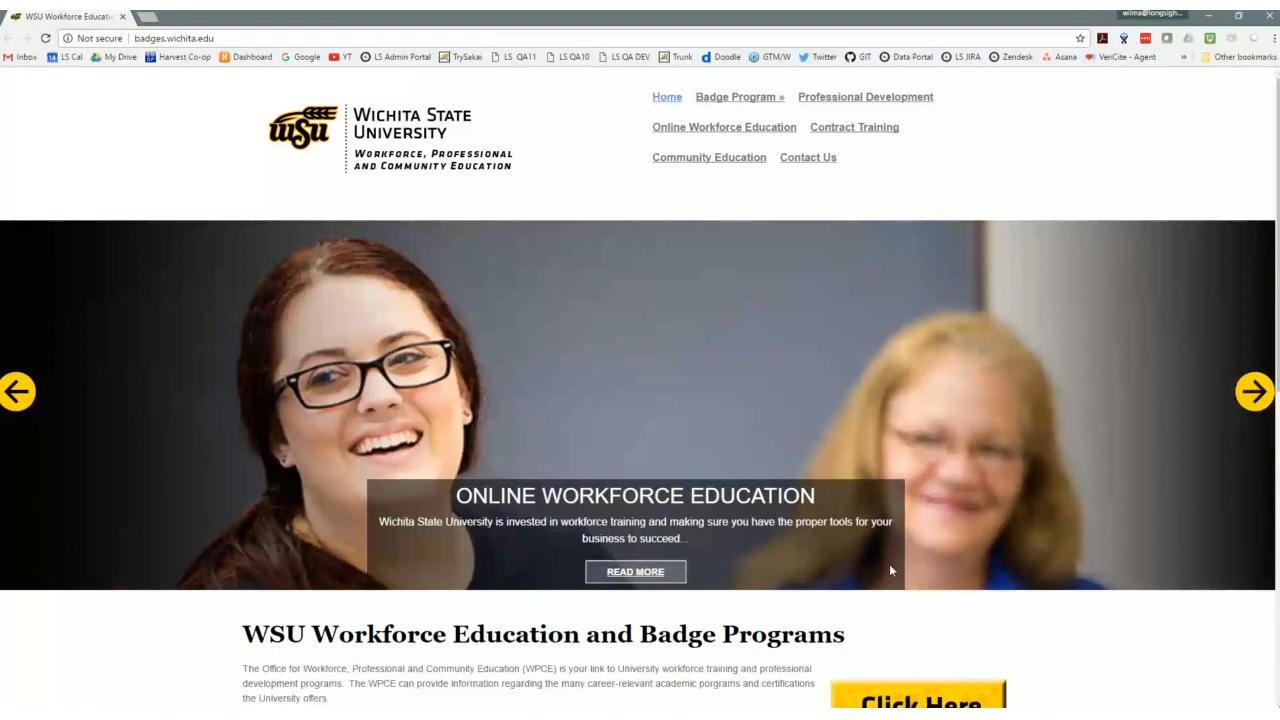 WSU Workforce Educati
wilma@longsigh...
Not secure | badges.wichita.edu
Inbox LS Cal My Drive Harvest Co-op Dashboard Google YT LS Admin Portal TrySakai LS QA11 LS QA10 LS QA DEV Trunk Doodle GTM/W Twitter GIT Data Portal LS JIRA Zendesk Asana VeriCite - Agent » Other bookmarks
wsu
WICHITA STATE
UNIVERSITY
WORKFORCE, PROFESSIONAL
AND COMMUNITY EDUCATION
Home Badge Program » Professional Development
Online Workforce Education Contract Training
Community Education Contact Us
ONLINE WORKFORCE EDUCATION
Wichita State University is invested in workforce training and making sure you have the proper tools for your
business to succeed...
READ MORE
WSU Workforce Education and Badge Programs
The Office for Workforce, Professional and Community Education (WPCE) is your link to University workforce training and professional
development programs. The WPCE can provide information regarding the many career-relevant academic porgrams and certifications
the University offers.
Click Here